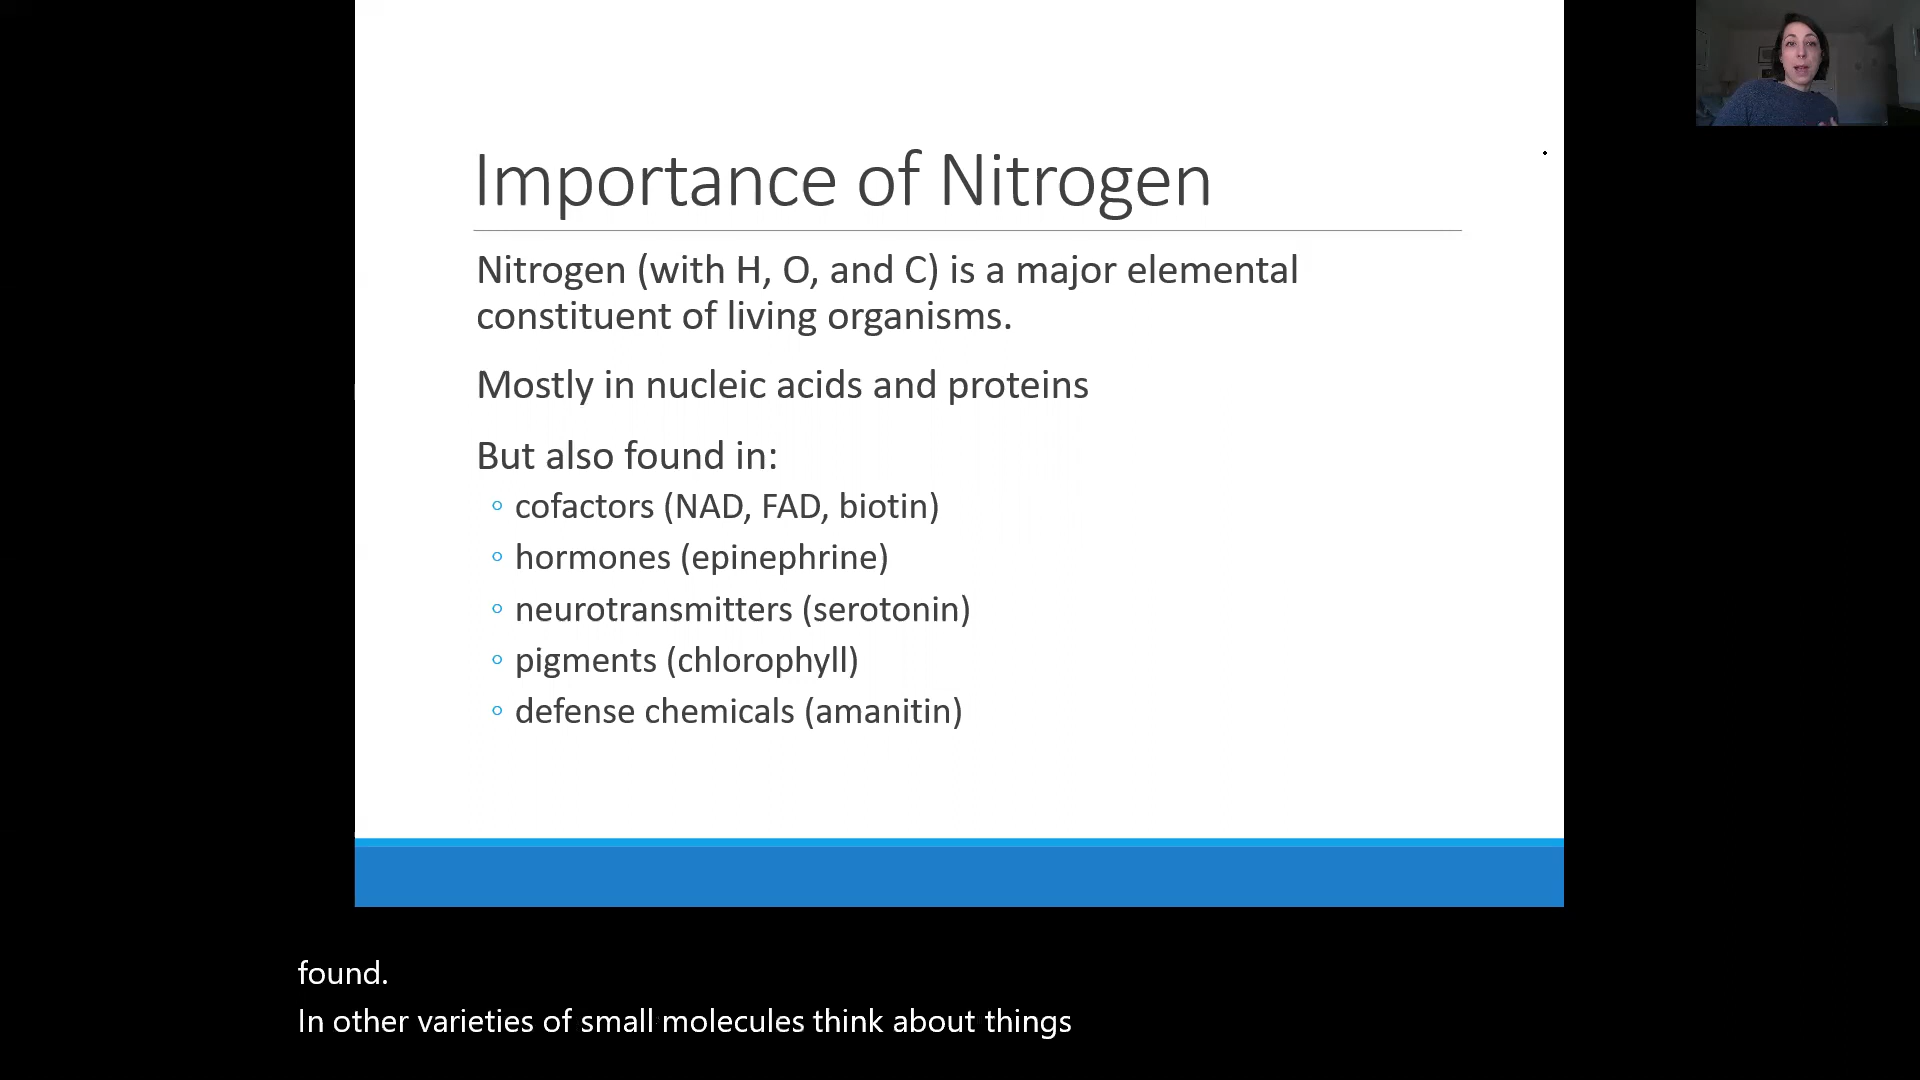 Importance of Nitrogen
Nitrogen (with H, O, and C) is a major elemental
constituent of living organisms.
Mostly in nucleic acids and proteins
But also found in:
◦ cofactors (NAD, FAD, biotin)
◦ hormones (epinephrine)
◦ neurotransmitters (serotonin)
◦ pigments (chlorophyll)
◦ defense chemicals (amanitin)
found.
In other varieties of small molecules think about things